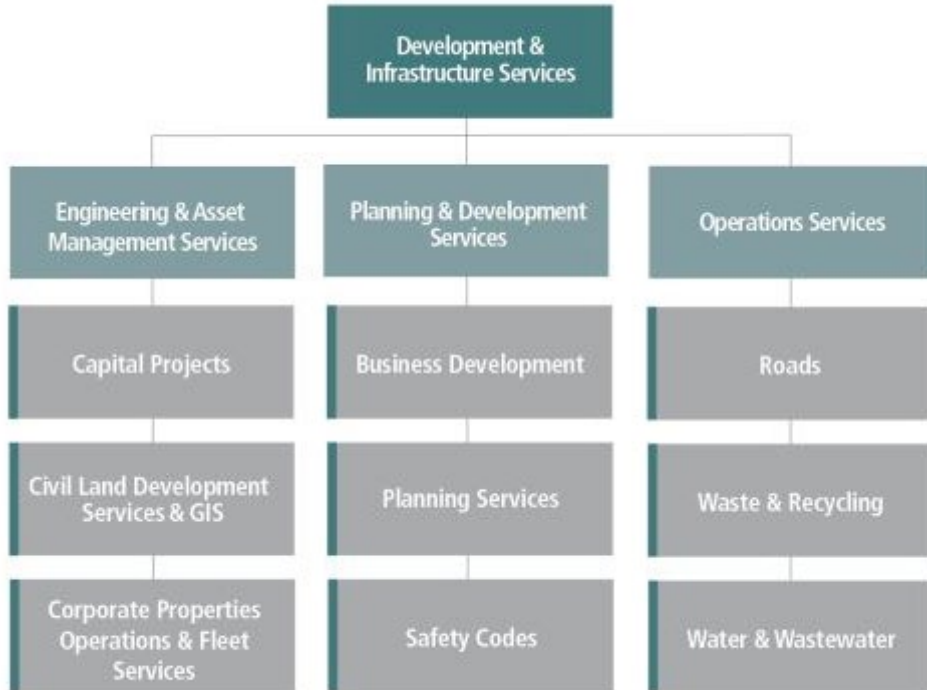 Development &
Infrastructure Services
Engineering & Asset
Management Services
Planning & Development
Services
Operations Services
Capital Projects
Business Development
Roads
Civil Land Development
Services & GIS
Planning Services
Waste & Recycling
Corporate Properties
Operations & Fleet
Services
Safety Codes
Water & Wastewater